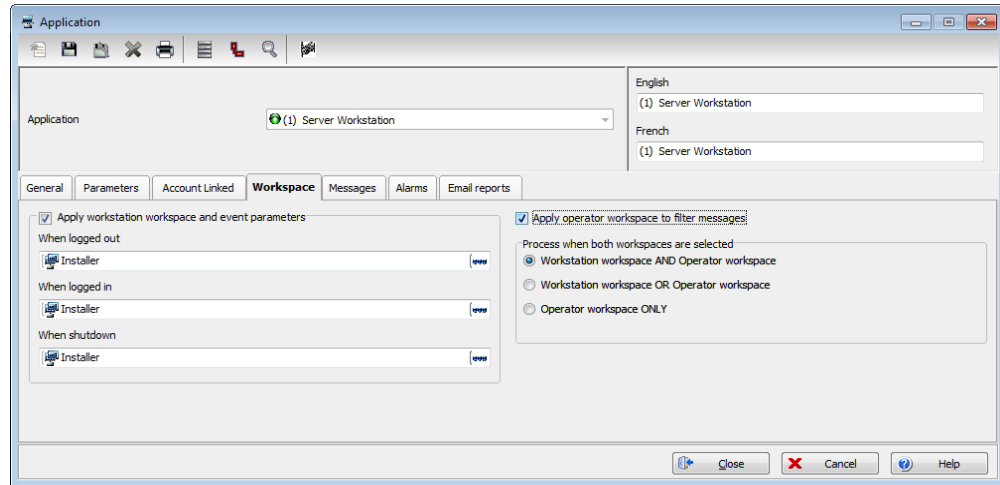 Application
English
(1) Server Workstation
Application
(1) Server Workstation
French
(1) Server Workstation
General Parameters Account Linked Workspace Messages Alarms Email reports
Apply workstation workspace and event parameters
When logged out
Installer
When logged in
Installer
When shutdown
Installer
Apply operator workspace to filter messages
Process when both workspaces are selected
Workstation workspace AND Operator workspace
Workstation workspace OR Operator workspace
Operator workspace ONLY
Close Cancel Help